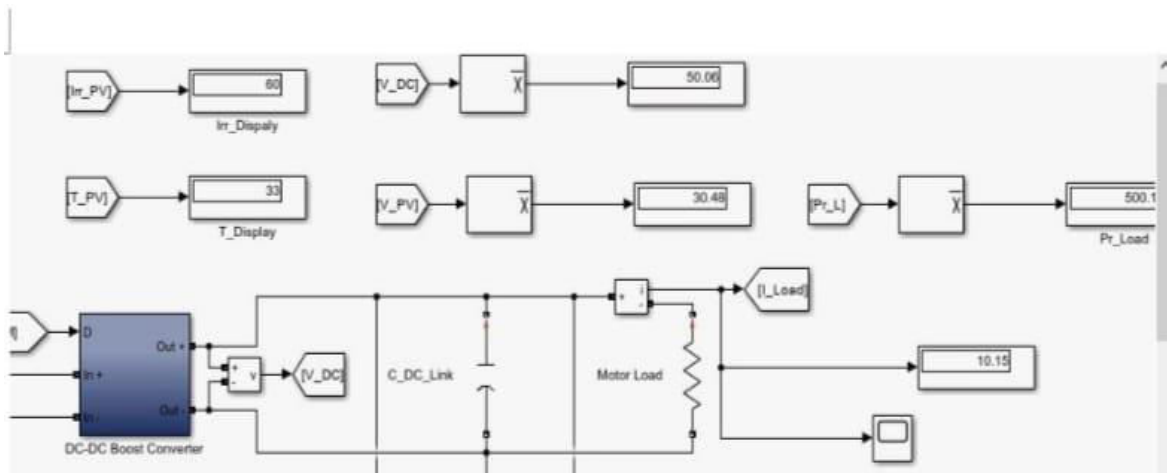 [Irr_PV]
60
Irr_Dispaly
[V_DC]
X
50.06
[T_PV]
33
T_Display
[V_PV]
X
30.48
[Pr_L]
X
500.1
Pr_Load
D
Out +
In +
Out -
In -
DC-DC Boost Converter
+
-
v
[V_DC]
C_DC_Link
+
i
-
[I_Load]
Motor Load
10.15